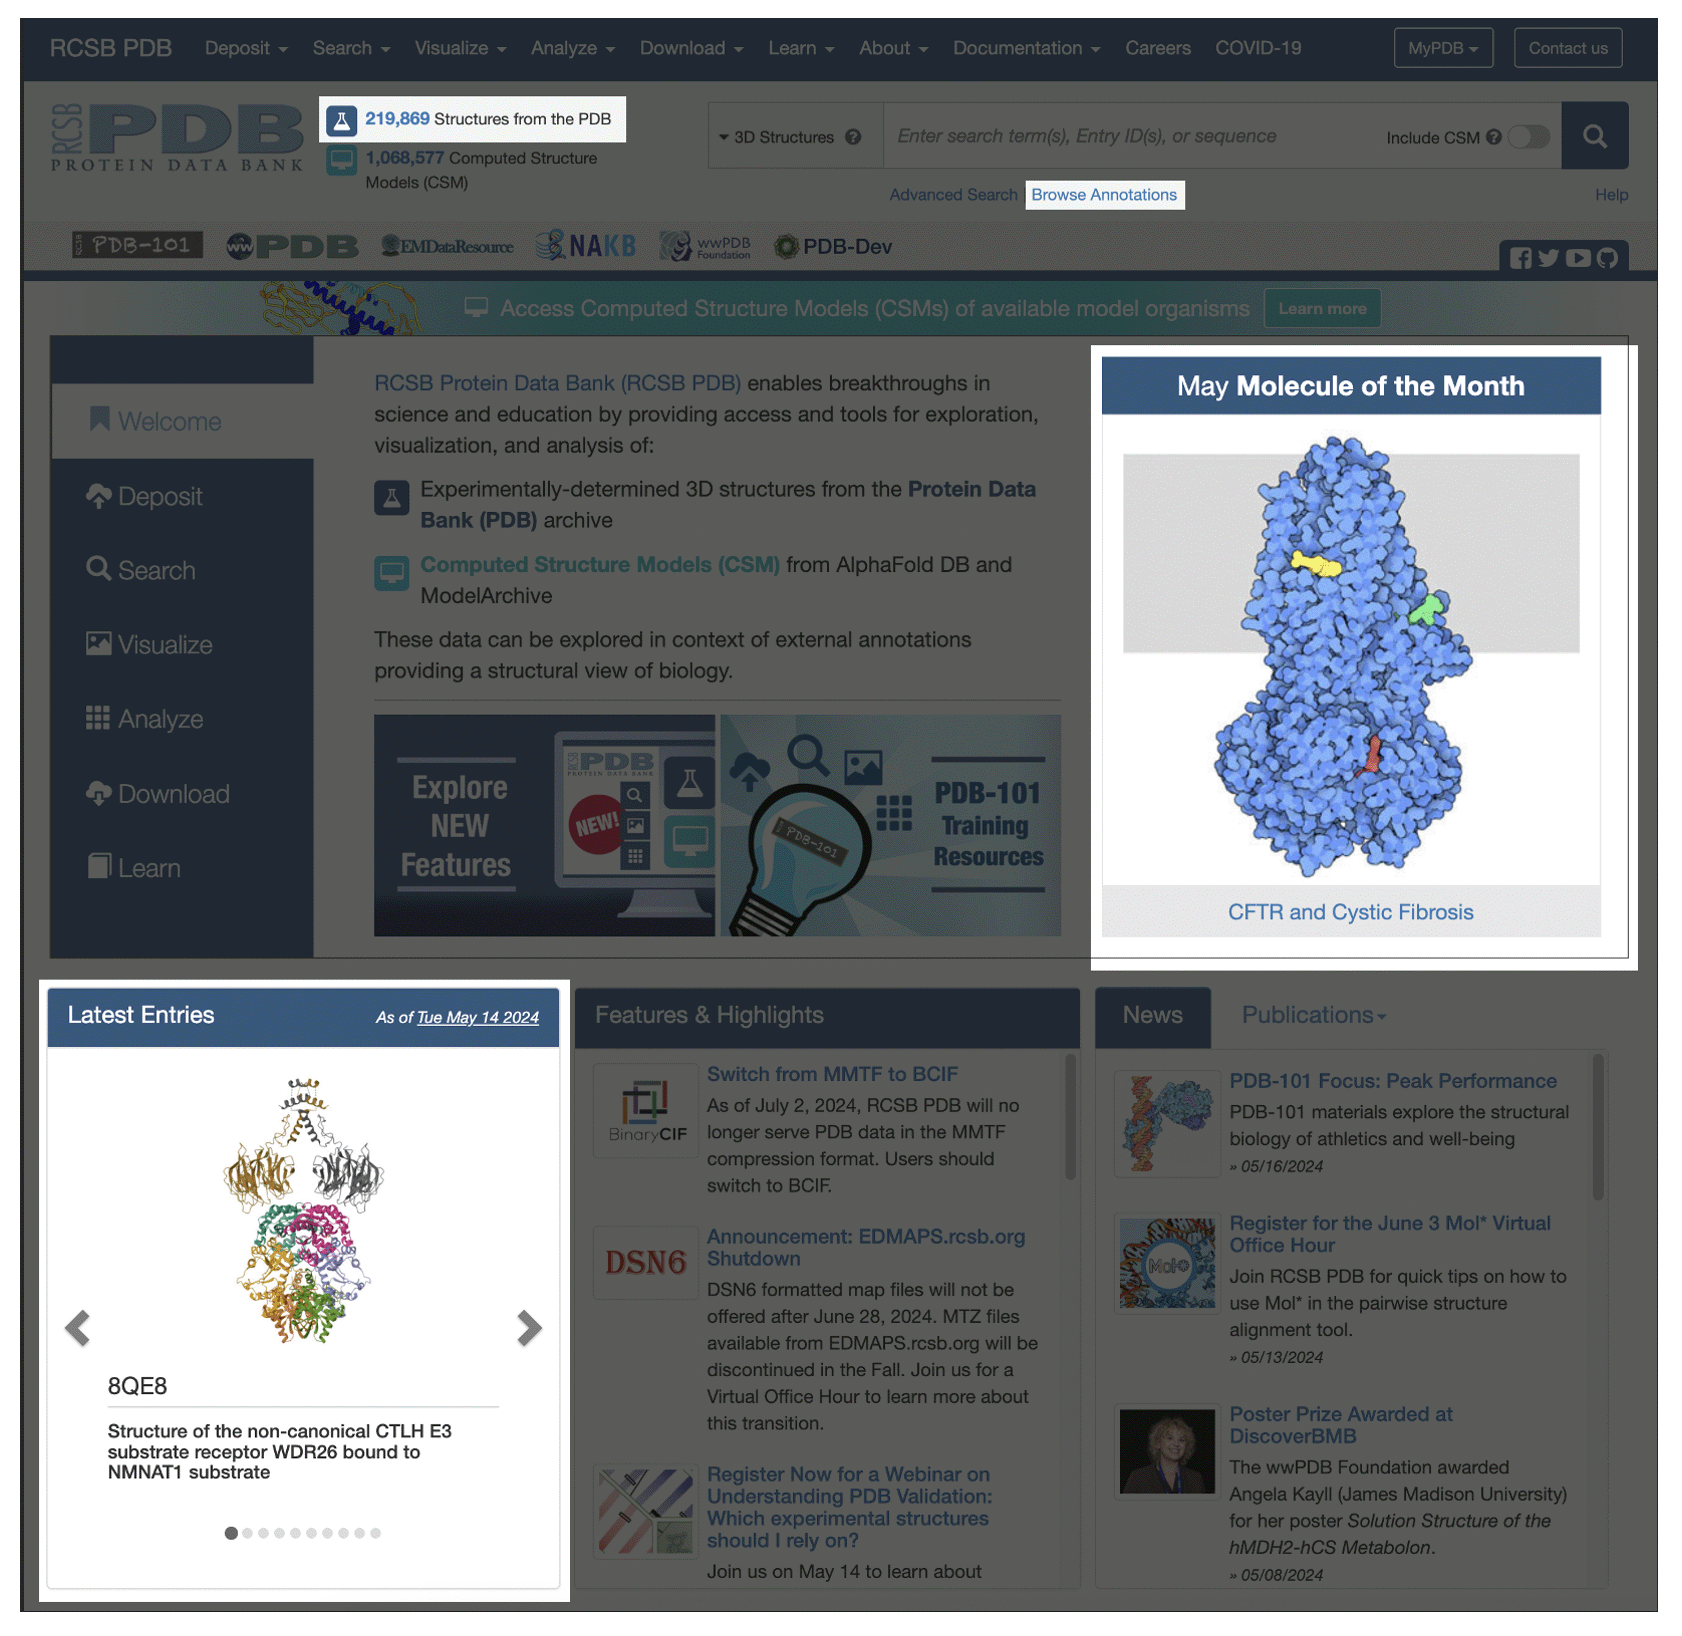 RCSB PDB Deposit Search Visualize Analyze Download Learn About Documentation Careers COVID-19 MyPDB Contact us
RCSB PDB
PROTEIN DATA BANK
219,869 Structures from the PDB
1,068,577 Computed Structure
Models (CSM)
3D Structures Enter search term(s), Entry ID(s), or sequence Include CSM
Advanced Search Browse Annotations Help
RCSB PDB-101 wwPDB EMDataResource NAKB wwPDB Foundation PDB-Dev
Access Computed Structure Models (CSMs) of available model organisms Learn more
Welcome
Deposit
Search
Visualize
Analyze
Download
Learn
RCSB Protein Data Bank (RCSB PDB) enables breakthroughs in
science and education by providing access and tools for exploration,
visualization, and analysis of:
Experimentally-determined 3D structures from the Protein Data
Bank (PDB) archive
Computed Structure Models (CSM) from AlphaFold DB and
ModelArchive
These data can be explored in context of external annotations
providing a structural view of biology.
Explore
NEW
Features
RCSB PDB
PROTEIN DATA BANK
NEW!
PDB-101
PDB-101
Training
Resources
May Molecule of the Month
CFTR and Cystic Fibrosis
Latest Entries As of Tue May 14 2024
8QE8
Structure of the non-canonical CTLH E3
substrate receptor WDR26 bound to
NMNAT1 substrate
Features & Highlights
BinaryCIF
Switch from MMTF to BCIF
As of July 2, 2024, RCSB PDB will no
longer serve PDB data in the MMTF
compression format. Users should
switch to BCIF.
DSN6
Announcement: EDMAPS.rcsb.org
Shutdown
DSN6 formatted map files will not be
offered after June 28, 2024. MTZ files
available from EDMAPS.rcsb.org will be
discontinued in the Fall. Join us for a
Virtual Office Hour to learn more about
this transition.
Register Now for a Webinar on
Understanding PDB Validation:
Which experimental structures
should I rely on?
Join us on May 14 to learn about
News Publications
PDB-101 Focus: Peak Performance
PDB-101 materials explore the structural
biology of athletics and well-being
» 05/16/2024
Mol*
Register for the June 3 Mol* Virtual
Office Hour
Join RCSB PDB for quick tips on how to
use Mol* in the pairwise structure
alignment tool.
» 05/13/2024
Poster Prize Awarded at
DiscoverBMB
The wwPDB Foundation awarded
Angela Kayll (James Madison University)
for her poster Solution Structure of the
hMDH2-hCS Metabolon.
» 05/08/2024